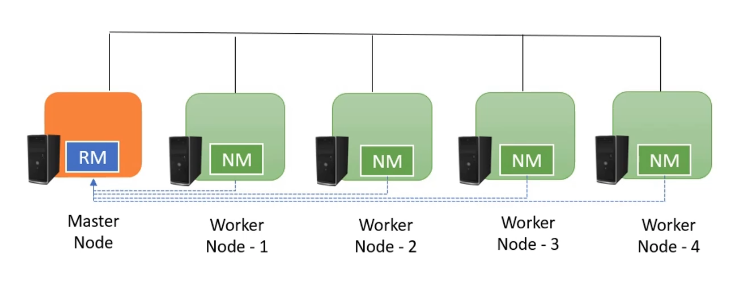 RM
NM
NM
NM
NM
Master
Node
Worker
Node - 1
Worker
Node - 2
Worker
Node - 3
Worker
Node - 4